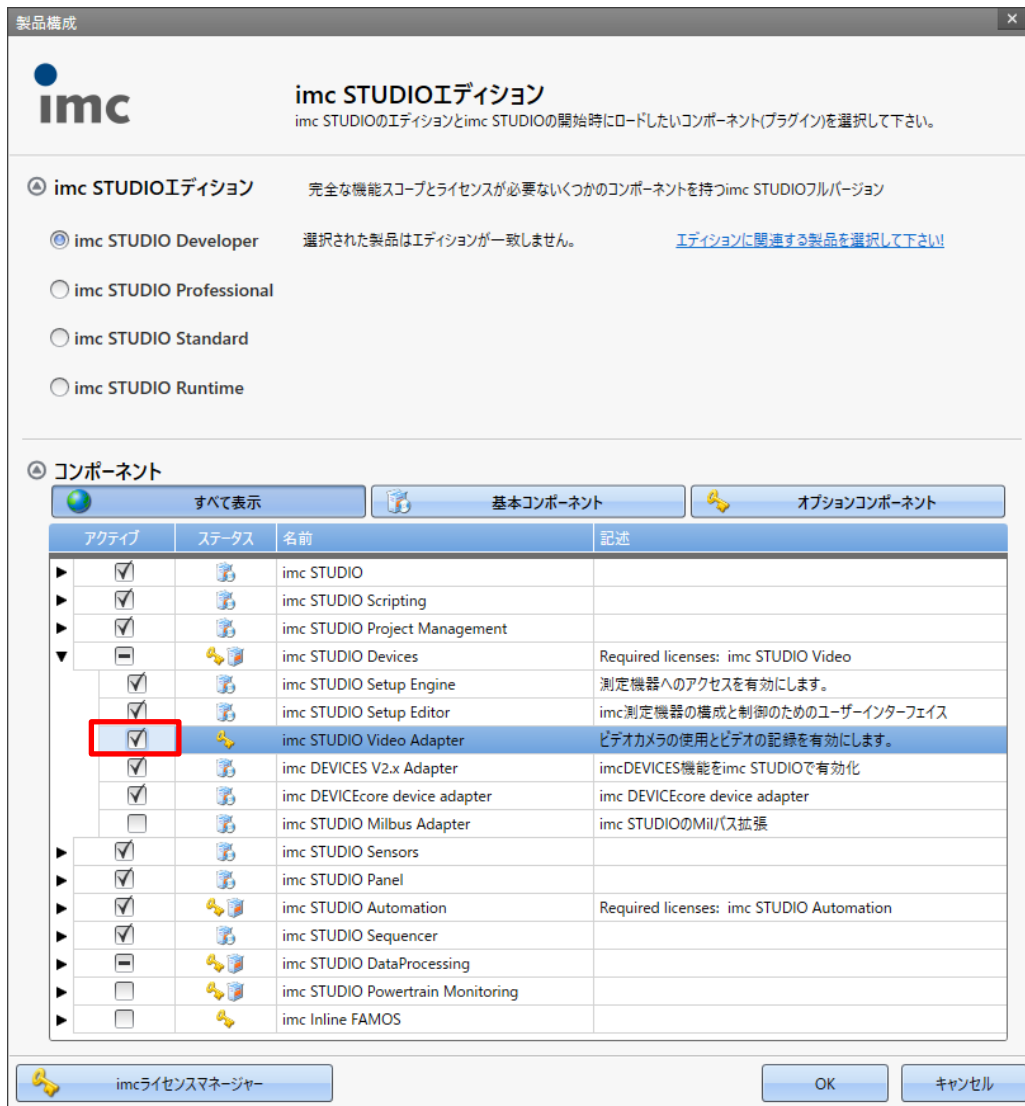 製品構成
imc
imc STUDIOエディション
imc STUDIOのエディションとimc STUDIOの開始時にロードしたいコンポーネント(プラグイン)を選択して下さい。
imc STUDIOエディション
完全な機能スコープとライセンスが必要ないくつかのコンポーネントを持つimc STUDIOフルバージョン
imc STUDIO Developer
選択された製品はエディションが一致しません。
エディションに関連する製品を選択して下さい!
imc STUDIO Professional
imc STUDIO Standard
imc STUDIO Runtime
コンポーネント
すべて表示 基本コンポーネント オプションコンポーネント
アクティブ ステータス 名前 記述
imc STUDIO
imc STUDIO Scripting
imc STUDIO Project Management
imc STUDIO Devices Required licenses: imc STUDIO Video
imc STUDIO Setup Engine 測定機器へのアクセスを有効にします。
imc STUDIO Setup Editor imc測定機器の構成と制御のためのユーザーインターフェイス
imc STUDIO Video Adapter ビデオカメラの使用とビデオの記録を有効にします。
imc DEVICES V2.x Adapter imcDEVICES機能をimc STUDIOで有効化
imc DEVICEcore device adapter imc DEVICEcore device adapter
imc STUDIO Milbus Adapter imc STUDIOのMilバス拡張
imc STUDIO Sensors
imc STUDIO Panel
imc STUDIO Automation Required licenses: imc STUDIO Automation
imc STUDIO Sequencer
imc STUDIO DataProcessing
imc STUDIO Powertrain Monitoring
imc Inline FAMOS
imcライセンスマネージャー OK キャンセル